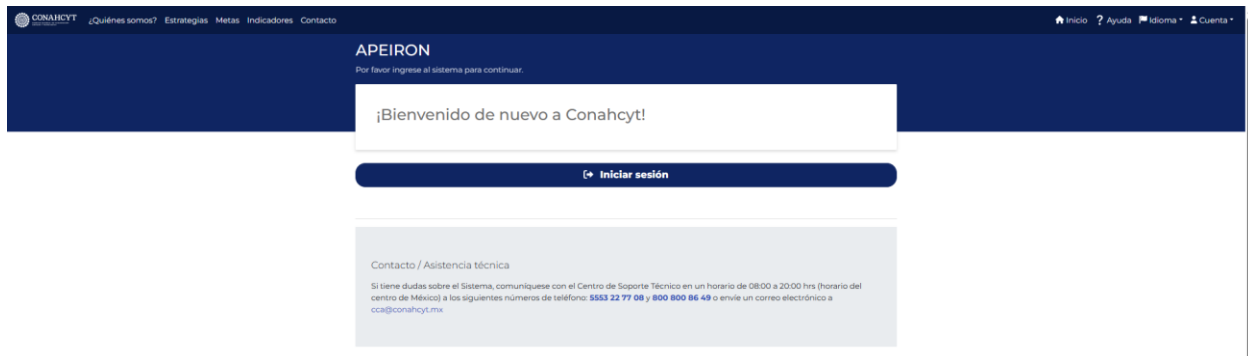 CONAHCYT ¿Quiénes somos? Estrategias Metas Indicadores Contacto Inicio ? Ayuda Idioma Cuenta
APEIRON
Por favor ingrese al sistema para continuar.
¡Bienvenido de nuevo a Conahcyt!
Iniciar sesión
Contacto / Asistencia técnica
Si tiene dudas sobre el Sistema, comuníquese con el Centro de Soporte Técnico en un horario de 08:00 a 20:00 hrs (horario del
centro de México) a los siguientes números de teléfono: 5553 22 77 08 y 800 800 86 49 o envíe un correo electrónico a
cca@conahcyt.mx